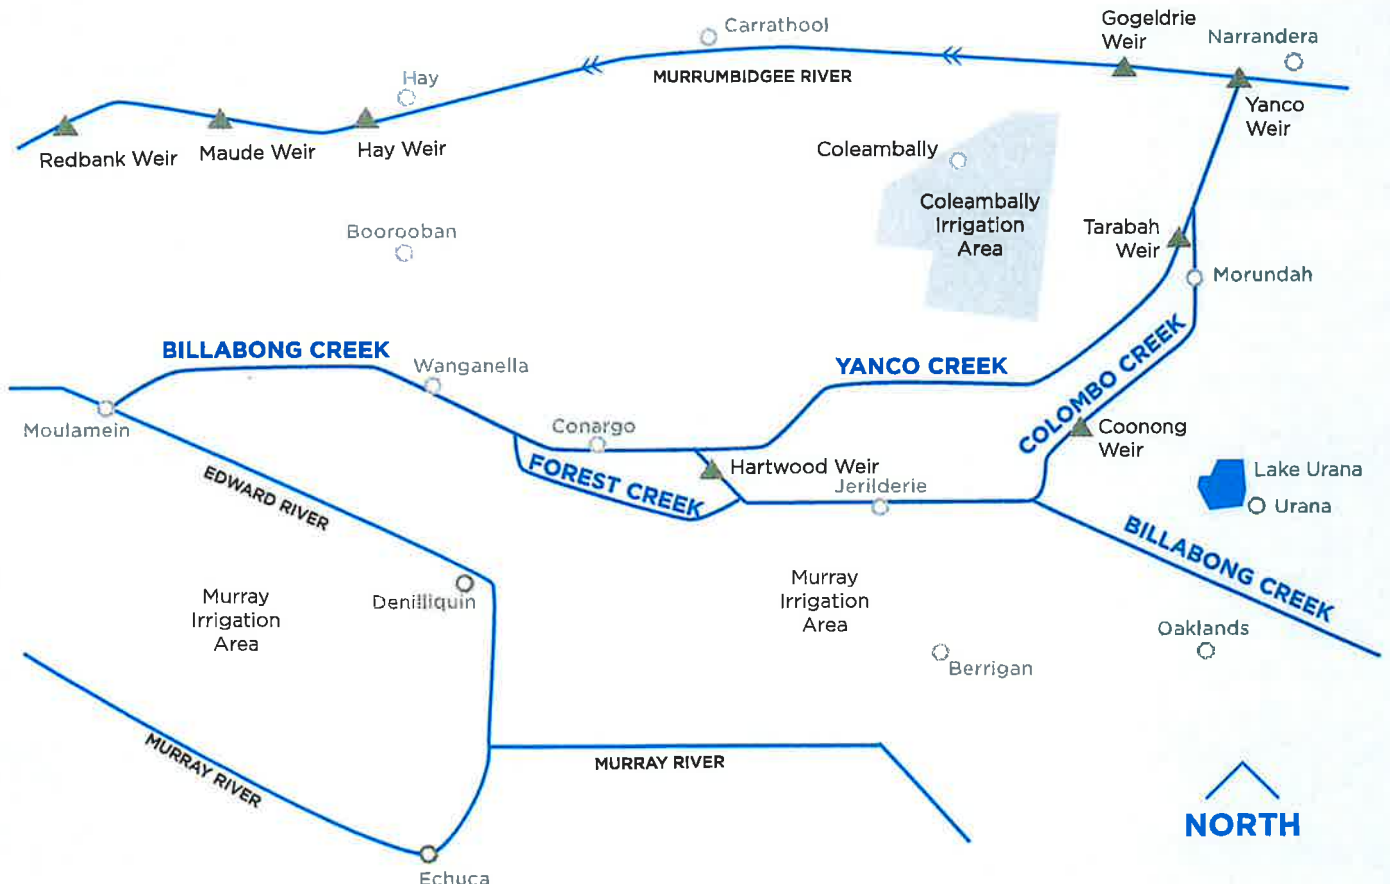 Gogeldrie
Weir
Carrathool
Narrandera
MURRUMBIDGEE RIVER
Hay
Yanco
Weir
Redbank Weir
Maude Weir
Hay Weir
Coleambally
Coleambally
Irrigation
Area
Boorooban
Tarabah
Weir
Morundah
BILLABONG CREEK
Wanganella
YANCO CREEK
COLOMBO CREEK
Moulamein
Conargo
Coonong
Weir
FOREST CREEK
Hartwood Weir
Jerilderie
Lake Urana
Urana
EDWARD RIVER
BILLABONG CREEK
Murray
Irrigation
Area
Denilliquin
Murray
Irrigation
Area
Oaklands
Berrigan
MURRAY RIVER
MURRAY RIVER
NORTH
Echuca